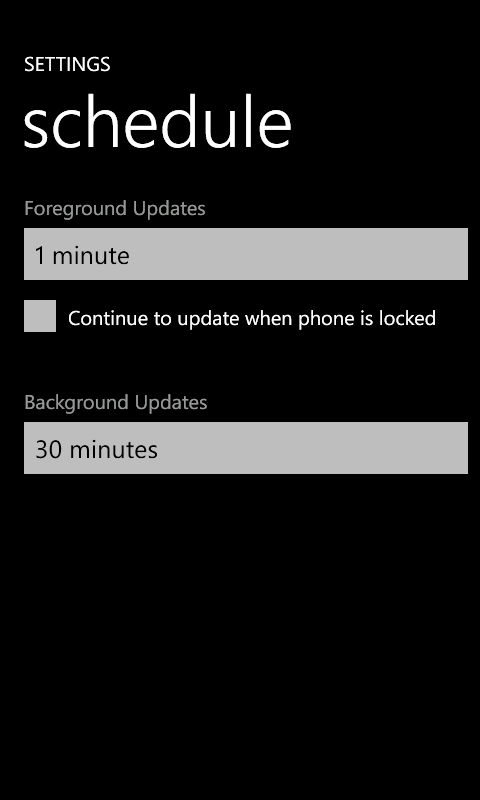 SETTINGS
schedule
Foreground Updates
1 minute
Continue to update when phone is locked
Background Updates
30 minutes